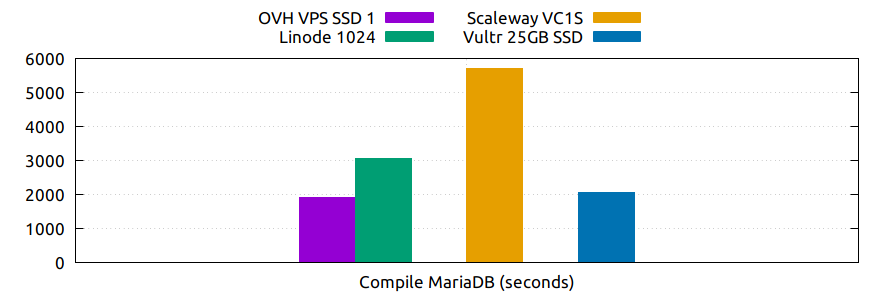 OVH VPS SSD 1
Linode 1024
Scaleway VC1S
Vultr 25GB SSD
6000
5000
4000
3000
2000
1000
0
Compile MariaDB (seconds)